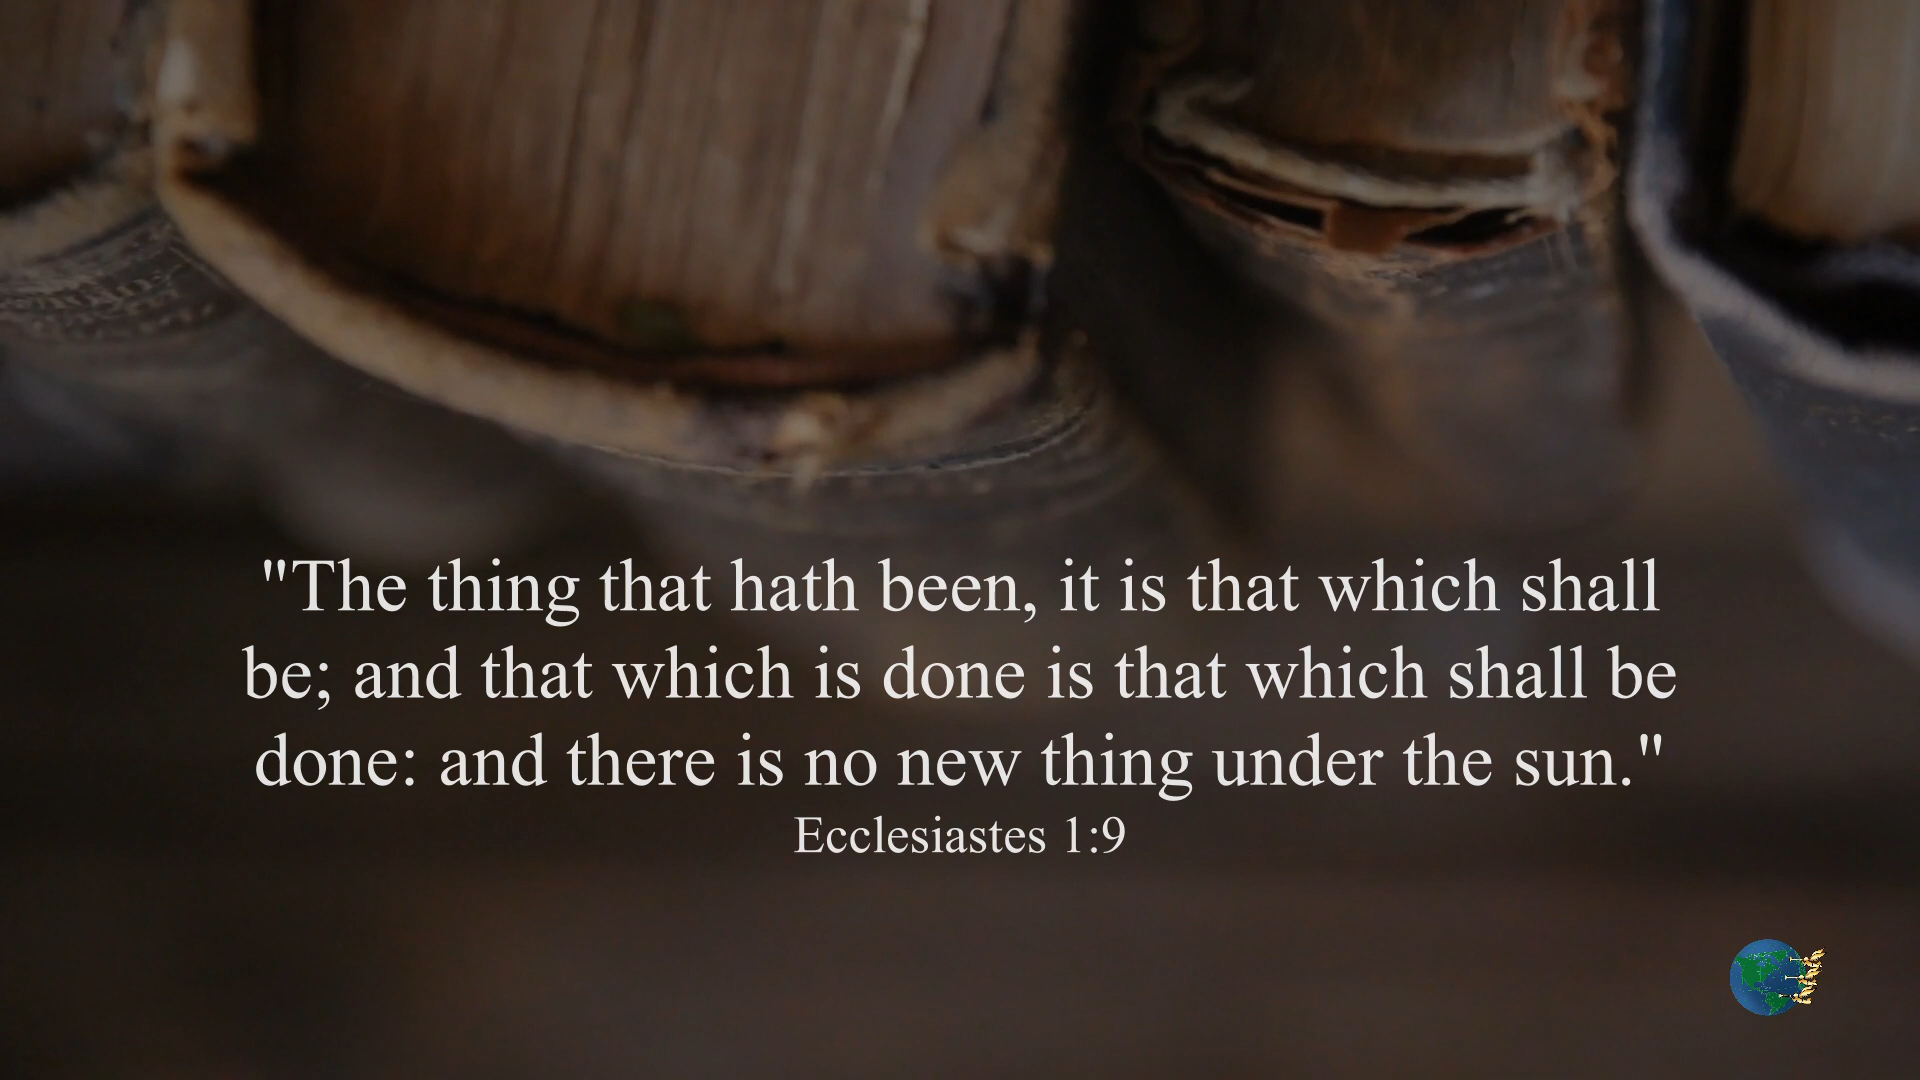 "The thing that hath been, it is that which shall
be; and that which is done is that which shall be
done: and there is no new thing under the sun."
Ecclesiastes 1:9